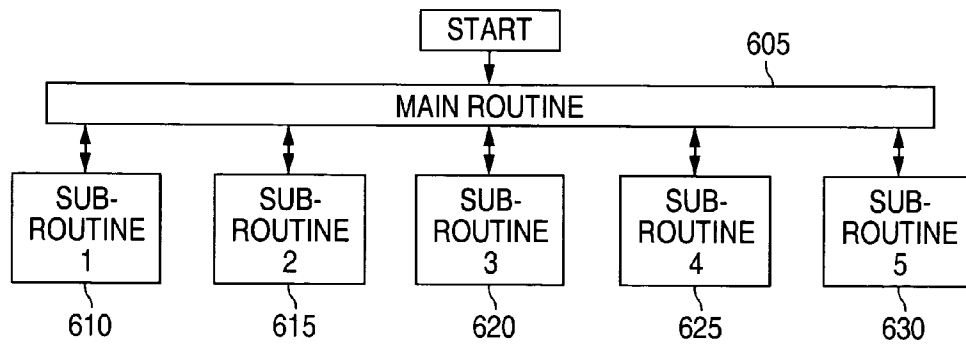 START
605
MAIN ROUTINE
SUB-
ROUTINE
1
SUB-
ROUTINE
2
SUB-
ROUTINE
3
SUB-
ROUTINE
4
SUB-
ROUTINE
5
610
615
620
625
630